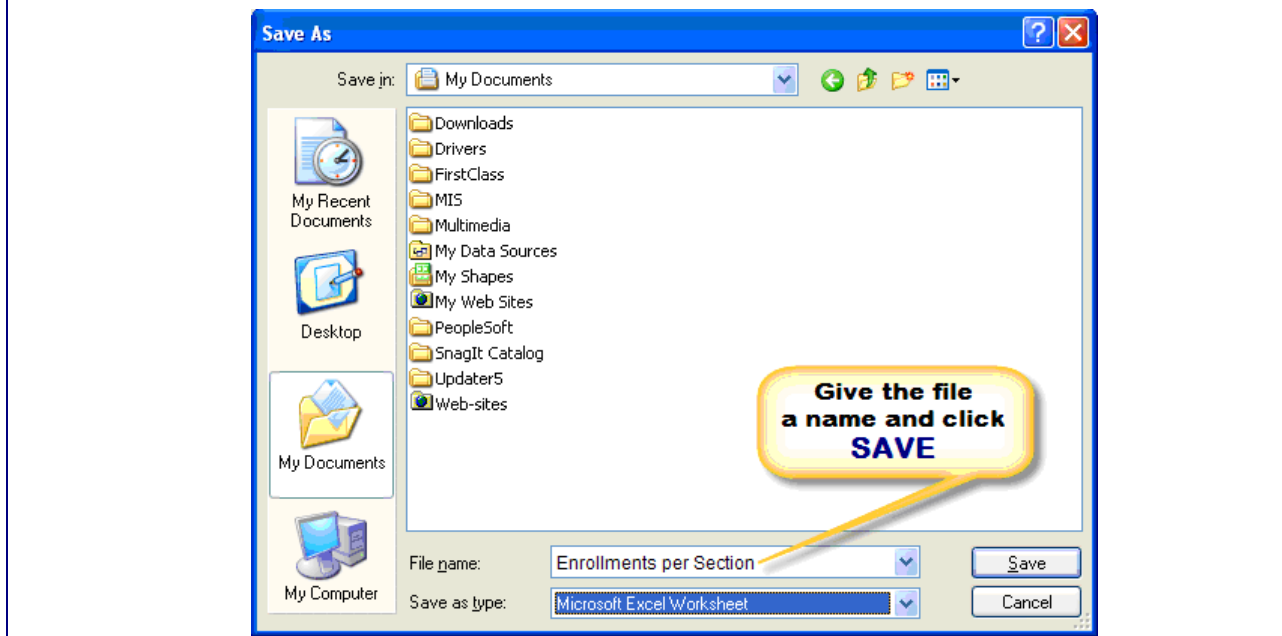 Save As
Save in: My Documents
My Recent
Documents
Desktop
My Documents
My Computer
Downloads
Drivers
FirstClass
MIS
Multimedia
My Data Sources
My Shapes
My Web Sites
PeopleSoft
SnagIt Catalog
Updater5
Web-sites
Give the file
a name and click
SAVE
File name: Enrollments per Section Save
Save as type: Microsoft Excel Worksheet Cancel